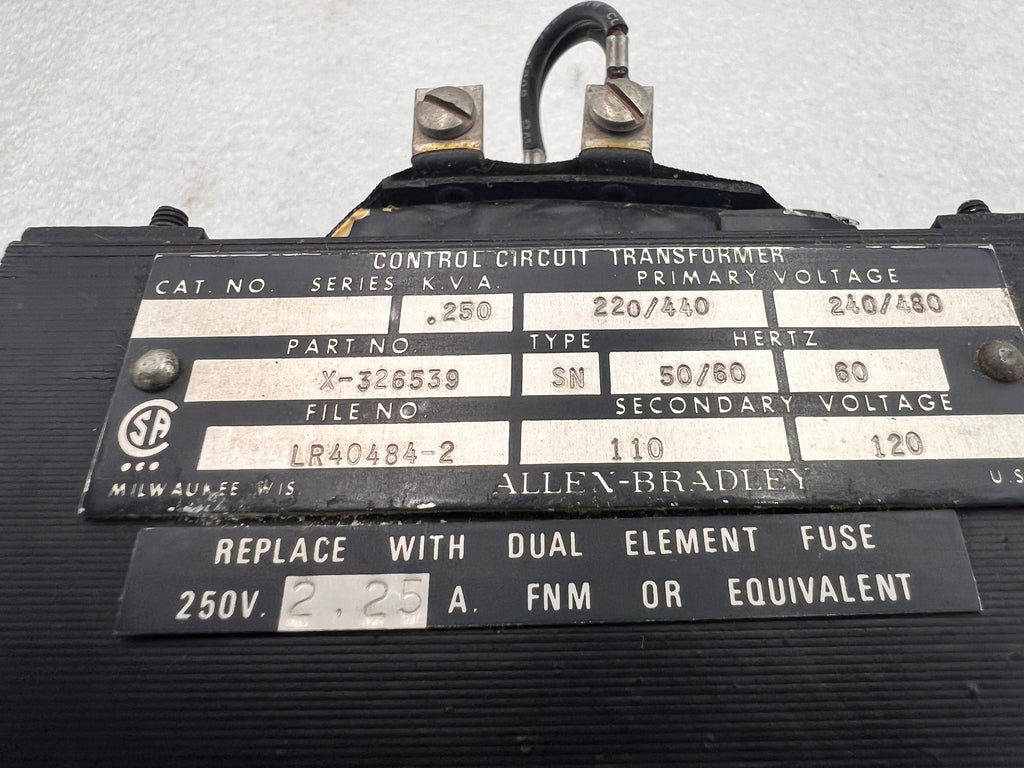 CONTROL CIRCUIT TRANSFORMER
CAT. NO. SERIES K.V.A. PRIMARY VOLTAGE
.250 220/440 240/480
PART NO. TYPE HERTZ
X-326539 SN 50/60 60
FILE NO SECONDARY VOLTAGE
LR40484-2 110 120
SA
MILWAUKEE WIS ALLEN-BRADLEY US
REPLACE WITH DUAL ELEMENT FUSE
250V. 2.25 A. FNM OR EQUIVALENT